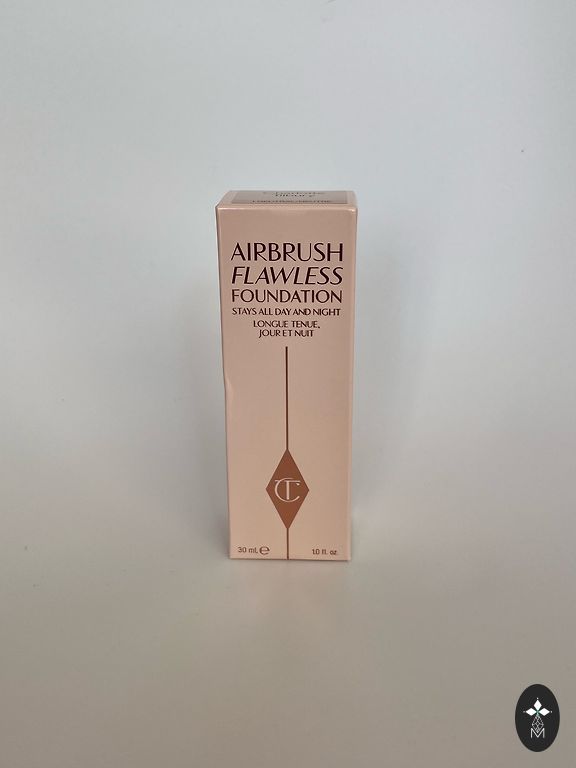 AIRBRUSH
FLAWLESS
FOUNDATION
STAYS ALL DAY AND NIGHT
LONGUE TENUE,
JOUR ET NUIT
CT
30 mL e
1.0 fl. oz.
M